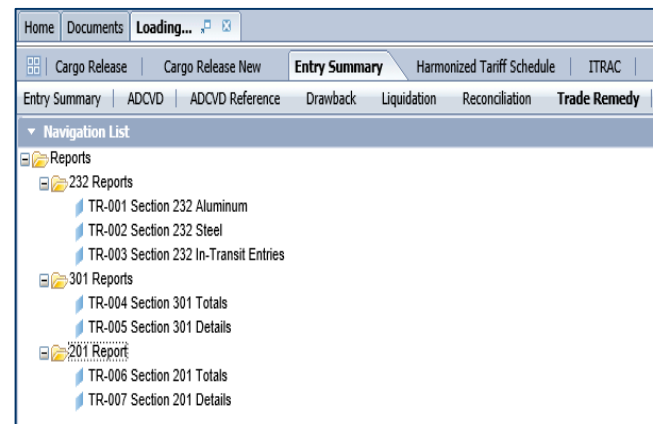 Home Documents Loading...
Cargo Release | Cargo Release New Entry Summary Harmonized Tariff Schedule | ITRAC |
Entry Summary | ADCVD | ADCVD Reference Drawback Liquidation Reconciliation Trade Remedy |
Navigation List
Reports
232 Reports
TR-001 Section 232 Aluminum
TR-002 Section 232 Steel
TR-003 Section 232 In-Transit Entries
301 Reports
TR-004 Section 301 Totals
TR-005 Section 301 Details
201 Report
TR-006 Section 201 Totals
TR-007 Section 201 Details